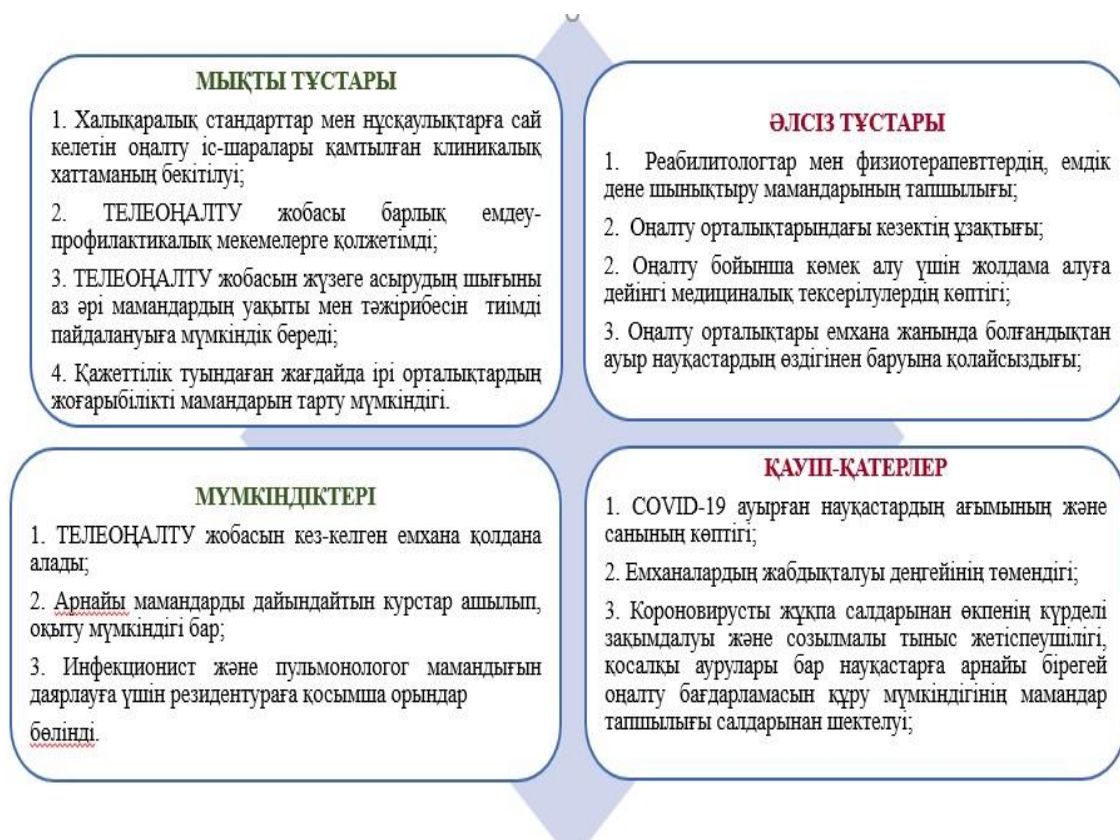 МЫҚТЫ ТҰСТАРЫ
1. Халықаралық стандарттар мен нұсқаулықтарға сай
келетін оңалту іс-шаралары қамтылған клиникалық
хаттаманың бекітілуі;
2. ТЕЛЕОҢАЛТУ жобасы барлық емдеу-
профилактикалық мекемелерге қолжетімді;
3. ТЕЛЕОҢАЛТУ жобасын жүзеге асырудың шығыны
аз әрі мамандардың уақыты мен тәжірибесін тиімді
пайдалануыға мүмкіндік береді;
4. Қажеттілік туындаған жағдайда ірі орталықтардың
жоғарыбілікті мамандарын тарту мүмкіндігі.
ӘЛСІЗ ТҰСТАРЫ
1. Реабилитологтар мен физиотерапевттердің, емдік
дене шынықтыру мамандарының тапшылығы;
2. Оңалту орталықтарындағы кезектің ұзақтығы;
2. Оңалту бойынша көмек алу үшін жолдама алуға
дейінгі медициналық тексерілулердің көптігі;
3. Оңалту орталықтары емхана жанында болғандықтан
ауыр науқастардың өздігінен баруына қолайсыздығы;
МҮМКІНДІКТЕРІ
1. ТЕЛЕОҢАЛТУ жобасын кез-келген емхана қолдана
алады;
2. Арнайы мамандарды дайындайтын курстар ашылып,
оқыту мүмкіндігі бар;
3. Инфекционист және пульмонологог мамандығын
даярлауға үшін резидентураға қосымша орындар
бөлінді.
ҚАУІП-ҚАТЕРЛЕР
1. COVID-19 ауырған науқастардың ағымының және
санының көптігі;
2. Емханалардың жабдықталуы деңгейінің төмендігі;
3. Короновирусты жұқпа салдарынан өкпенің күрделі
зақымдалуы және созылмалы тыныс жетіспеушілігі,
қосалқы аурулары бар науқастарға арнайы бірегей
оңалту бағдарламасын құру мүмкіндігінің мамандар
тапшылығы салдарынан шектелуі;